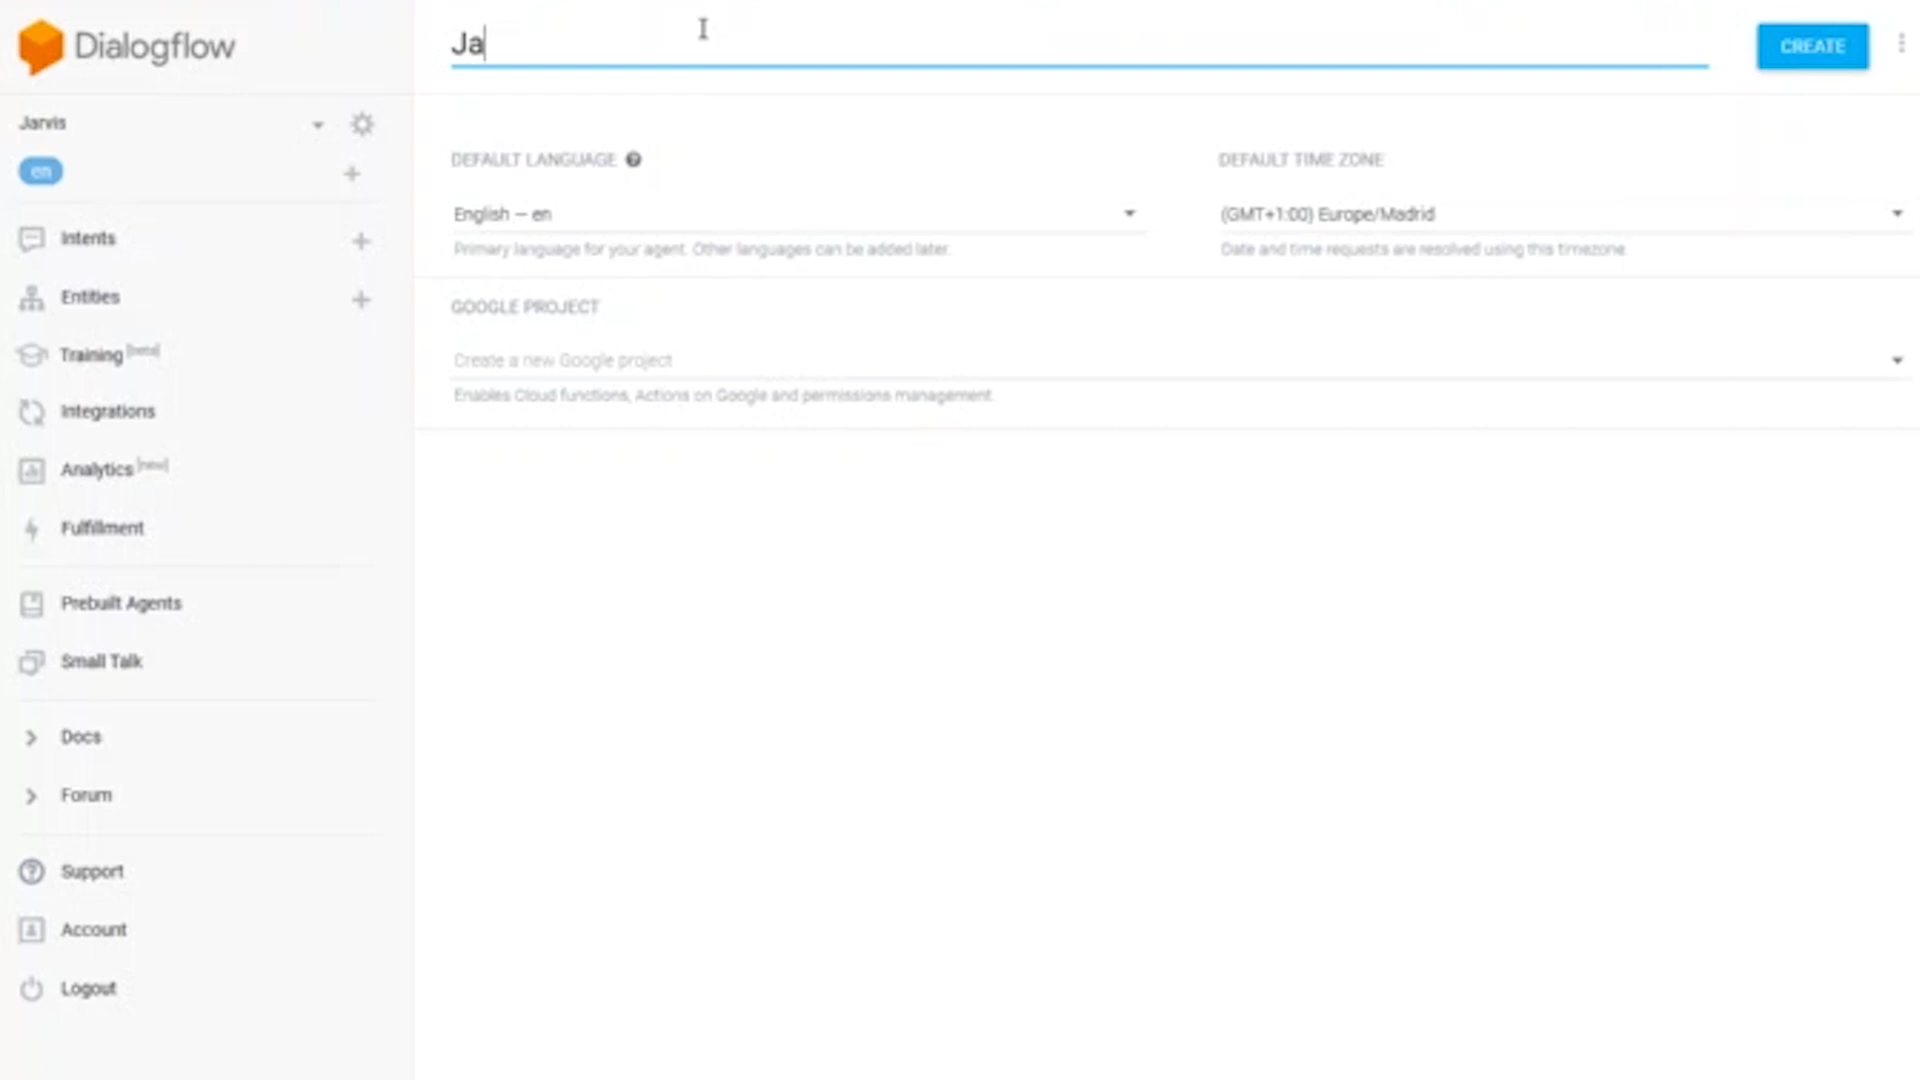 Dialogflow
Ja
CREATE
Jarvis
en
Intents
Entities
Training [beta]
Integrations
Analytics [new]
Fulfillment
Prebuilt Agents
Small Talk
Docs
Forum
Support
Account
Logout
DEFAULT LANGUAGE ?
English – en
Primary language for your agent. Other languages can be added later.
DEFAULT TIME ZONE
(GMT+1:00) Europe/Madrid
Date and time requests are resolved using this timezone.
GOOGLE PROJECT
Create a new Google project
Enables Cloud functions, Actions on Google and permissions management.